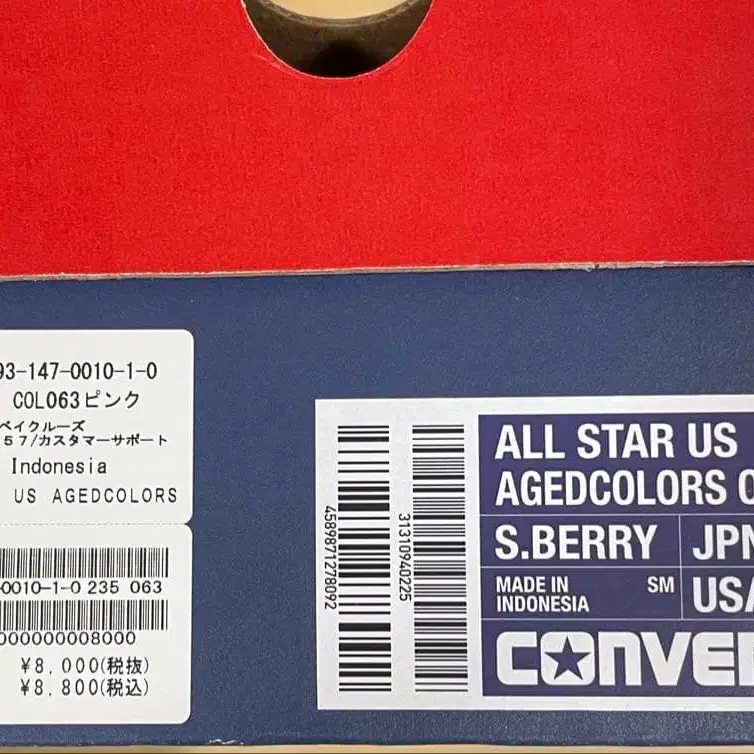 93-147-0010-1-0
COL063ピンク
ベイクルーズ
57/カスタマーサポート
Indonesia
US AGEDCOLORS
0010-1-0 235 063
000000008000
¥8,000(税抜)
¥8,800(税込)
4589871278092
31310940225
ALL STAR US
AGEDCOLORS
S.BERRY JPN
MADE IN
INDONESIA
SM
USA
CONVE